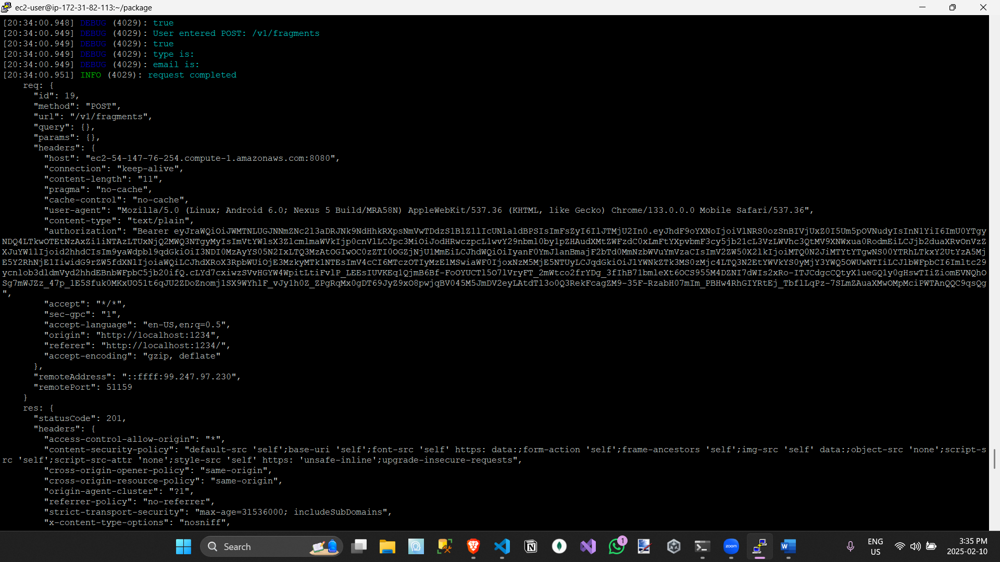 ec2-user@ip-172-31-82-113:~/package
[20:34:00.948] DEBUG (4029): true
[20:34:00.949] DEBUG (4029): User entered POST: /v1/fragments
[20:34:00.949] DEBUG (4029): true
[20:34:00.949] DEBUG (4029): type is:
[20:34:00.949] DEBUG (4029): email is:
[20:34:00.951] INFO (4029): request completed
req: {
"id": 19,
"method": "POST",
"url": "/v1/fragments",
"query": {},
"params": {},
"headers": {
"host": "ec2-54-147-76-254.compute-1.amazonaws.com:8080",
"connection": "keep-alive",
"content-length": "11",
"pragma": "no-cache",
"cache-control": "no-cache",
"user-agent": "Mozilla/5.0 (Linux; Android 6.0; Nexus 5 Build/MRA58N) AppleWebKit/537.36 (KHTML, like Gecko) Chrome/133.0.0.0 Mobile Safari/537.36",
"content-type": "text/plain",
"authorization": "Bearer
",
"accept": "*/*",
"sec-gpc": "1",
"accept-language": "en-US,en;q=0.5",
"origin": "http://localhost:1234",
"referer": "http://localhost:1234/",
"accept-encoding": "gzip, deflate"
},
"remoteAddress": "::ffff:99.247.97.230",
"remotePort": 51159
}
res: {
"statusCode": 201,
"headers": {
"access-control-allow-origin": "*",
"content-security-policy": "default-src 'self';base-uri 'self';font-src 'self' https: data:;form-action 'self';frame-ancestors 'self';img-src 'self' data:;object-src 'none';script-s
rc 'self';script-src-attr 'none';style-src 'self' https: 'unsafe-inline';upgrade-insecure-requests",
"cross-origin-opener-policy": "same-origin",
"cross-origin-resource-policy": "same-origin",
"origin-agent-cluster": "?1",
"referrer-policy": "no-referrer",
"strict-transport-security": "max-age=31536000; includeSubDomains",
"x-content-type-options": "nosniff",
Search
1
zoom
W
ENG
US
3:35 PM
2025-02-10